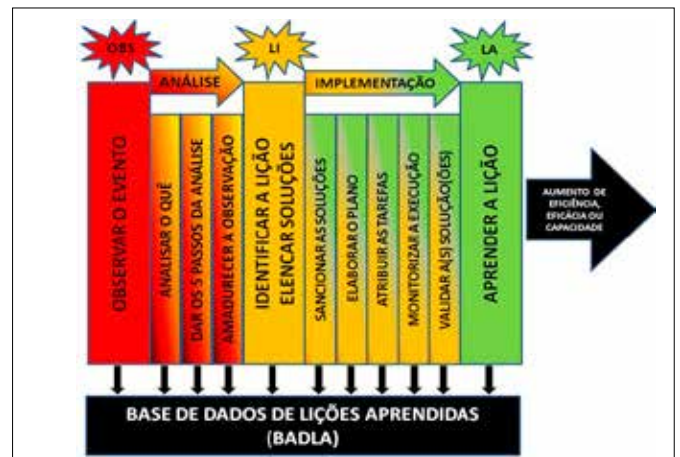 OBS
LI
LA
ANÁLISE
IMPLEMENTAÇÃO
OBSERVAR O EVENTO
ANALISAR O QUÊ
DAR OS 5 PASSOS DA ANÁLISE
AMADURECER A OBSERVAÇÃO
IDENTIFICAR A LIÇÃO
ELENCAR SOLUÇÕES
SANCIONAR AS SOLUÇÕES
ELABORAR O PLANO
ATRIBUIR AS TAREFAS
MONITORIZAR A EXECUÇÃO
VALIDAR A(S) SOLUÇÃO(ÕES)
APRENDER A LIÇÃO
AUMENTO DE
EFICIÊNCIA,
EFICÁCIA OU
CAPACIDADE
BASE DE DADOS DE LIÇÕES APRENDIDAS
(BADLA)